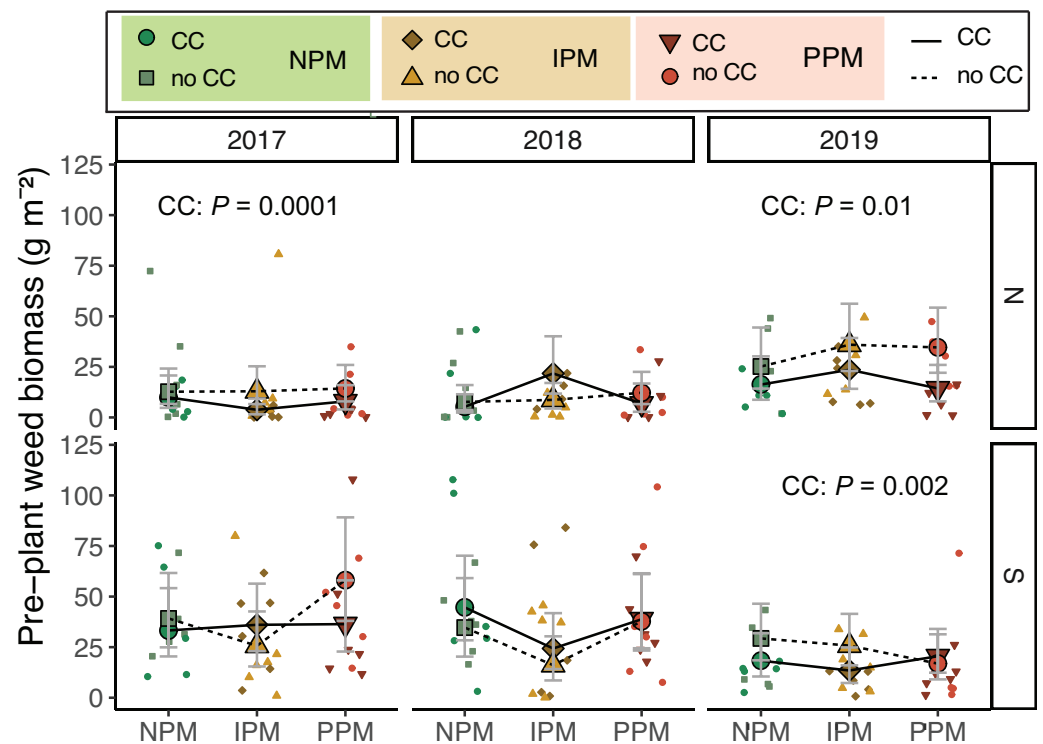 CC NPM CC IPM CC PPM CC
no CC no CC no CC no CC
2017 2018 2019
Pre−plant weed biomass (g m⁻²)
125
100
75
50
25
0
CC: P = 0.0001
CC: P = 0.01
N
125
100
75
50
25
0
CC: P = 0.002
S
NPM IPM PPM NPM IPM PPM NPM IPM PPM